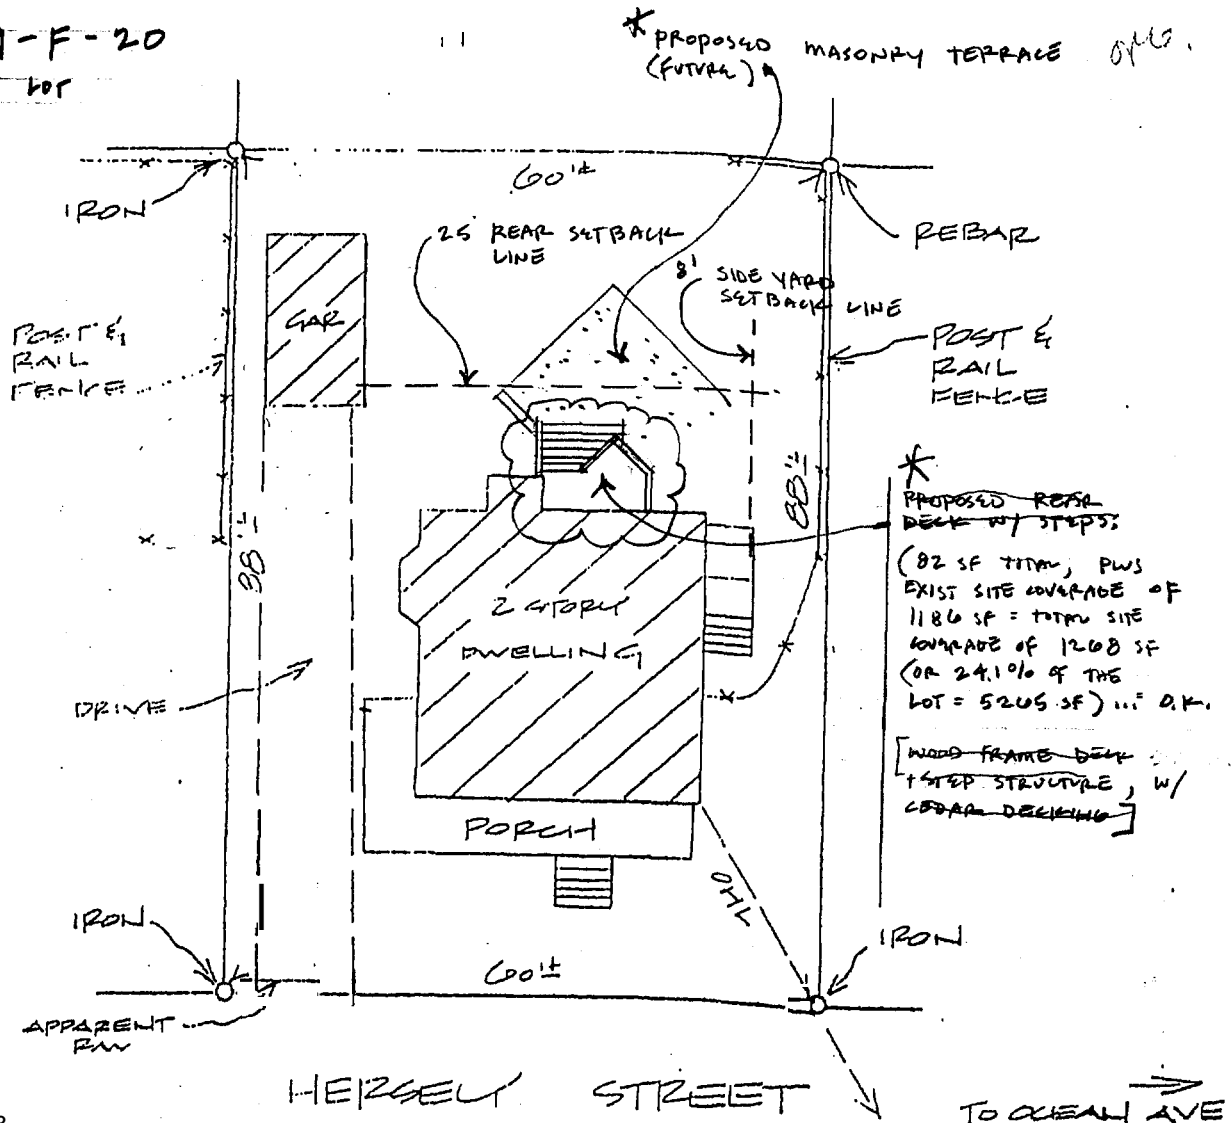 1-F-20
LOT
* PROPOSED MASONRY TERRACE
(FUTURE)
60'±
IRON
REBAR
25' REAR SETBACK
LINE
8' SIDE YARD
SETBACK LINE
GAR
POST &
RAIL
FENCE
POST &
RAIL
FENCE
88'±
88'±
*
PROPOSED REAR
DECK W/ STEPS:
(82 SF TOTAL, PLUS
EXIST SITE COVERAGE OF
1186 SF = TOTAL SITE
COVERAGE OF 1268 SF
(OR 24.1% OF THE
LOT = 5265 SF) ... O.K.
[WOOD FRAME DECK
+ STEP STRUCTURE, W/
CEDAR DECKING]
2 STORY
DWELLING
DRIVE
PORCH
OHL
IRON
IRON
60'±
APPARENT
HERSEY STREET
TO OCEAN AVE